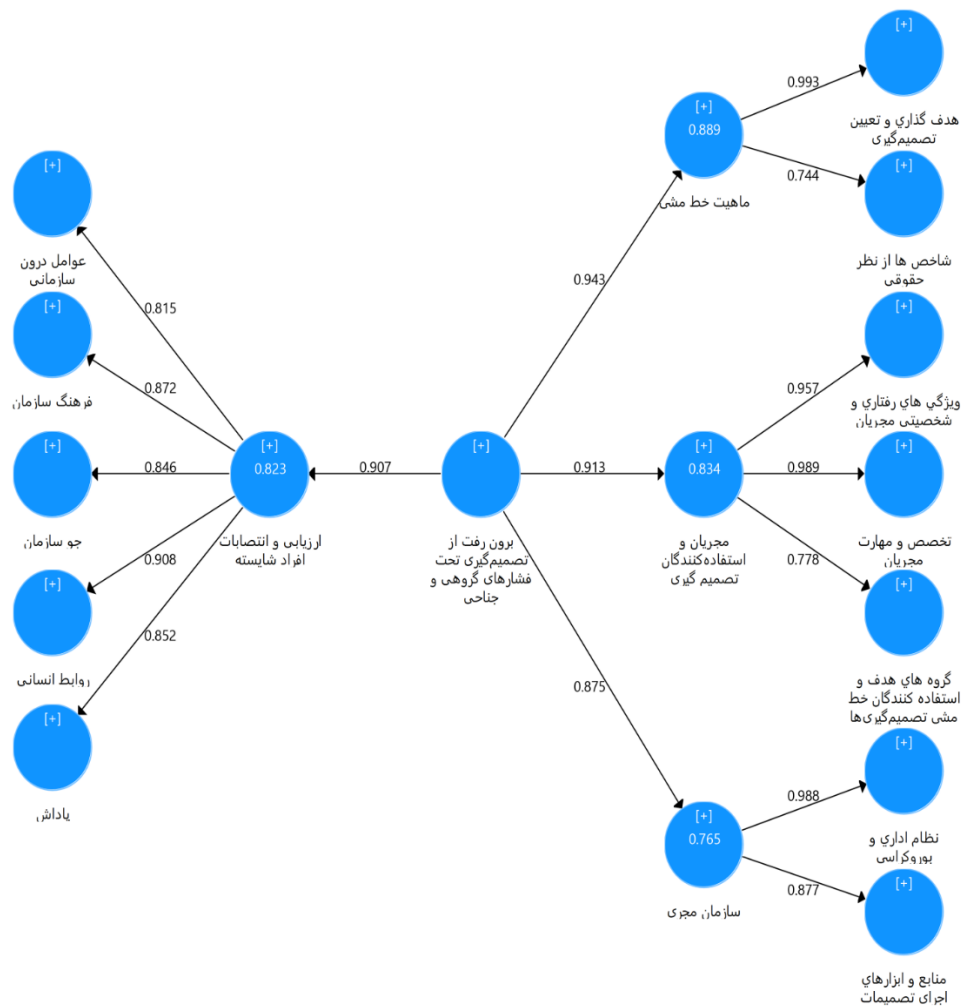 [+]
هدف گذاري و تعیین
تصمیم‌گیری
0.993
[+]
0.889
ماهیت خط مشی
0.744
[+]
شاخص ها از نظر
حقوقی
[+]
عوامل درون
سازمانی
0.943
0.815
[+]
فرهنگ سازمان
0.872
[+]
ویژگي هاي رفتاري و
شخصیتی مجریان
0.957
[+]
جو سازمان
0.846
[+]
0.823
ارزیابی و انتصابات
افراد شایسته
0.907
[+]
برون رفت از
تصمیم‌گیری تحت
فشارهای گروهی و
جناحی
0.913
[+]
0.834
مجریان و
استفاده‌کنندگان
تصمیم گیری
0.989
[+]
تخصص و مهارت
مجریان
0.908
0.778
[+]
روابط انسانی
[+]
گروه هاي هدف و
استفاده کنندگان خط
مشی تصمیم‌گیری‌ها
0.852
0.875
[+]
پاداش
[+]
نظام اداري و
بوروکراسی
0.988
[+]
0.765
سازمان مجری
0.877
[+]
منابع و ابزارهاي
اجرای تصمیمات